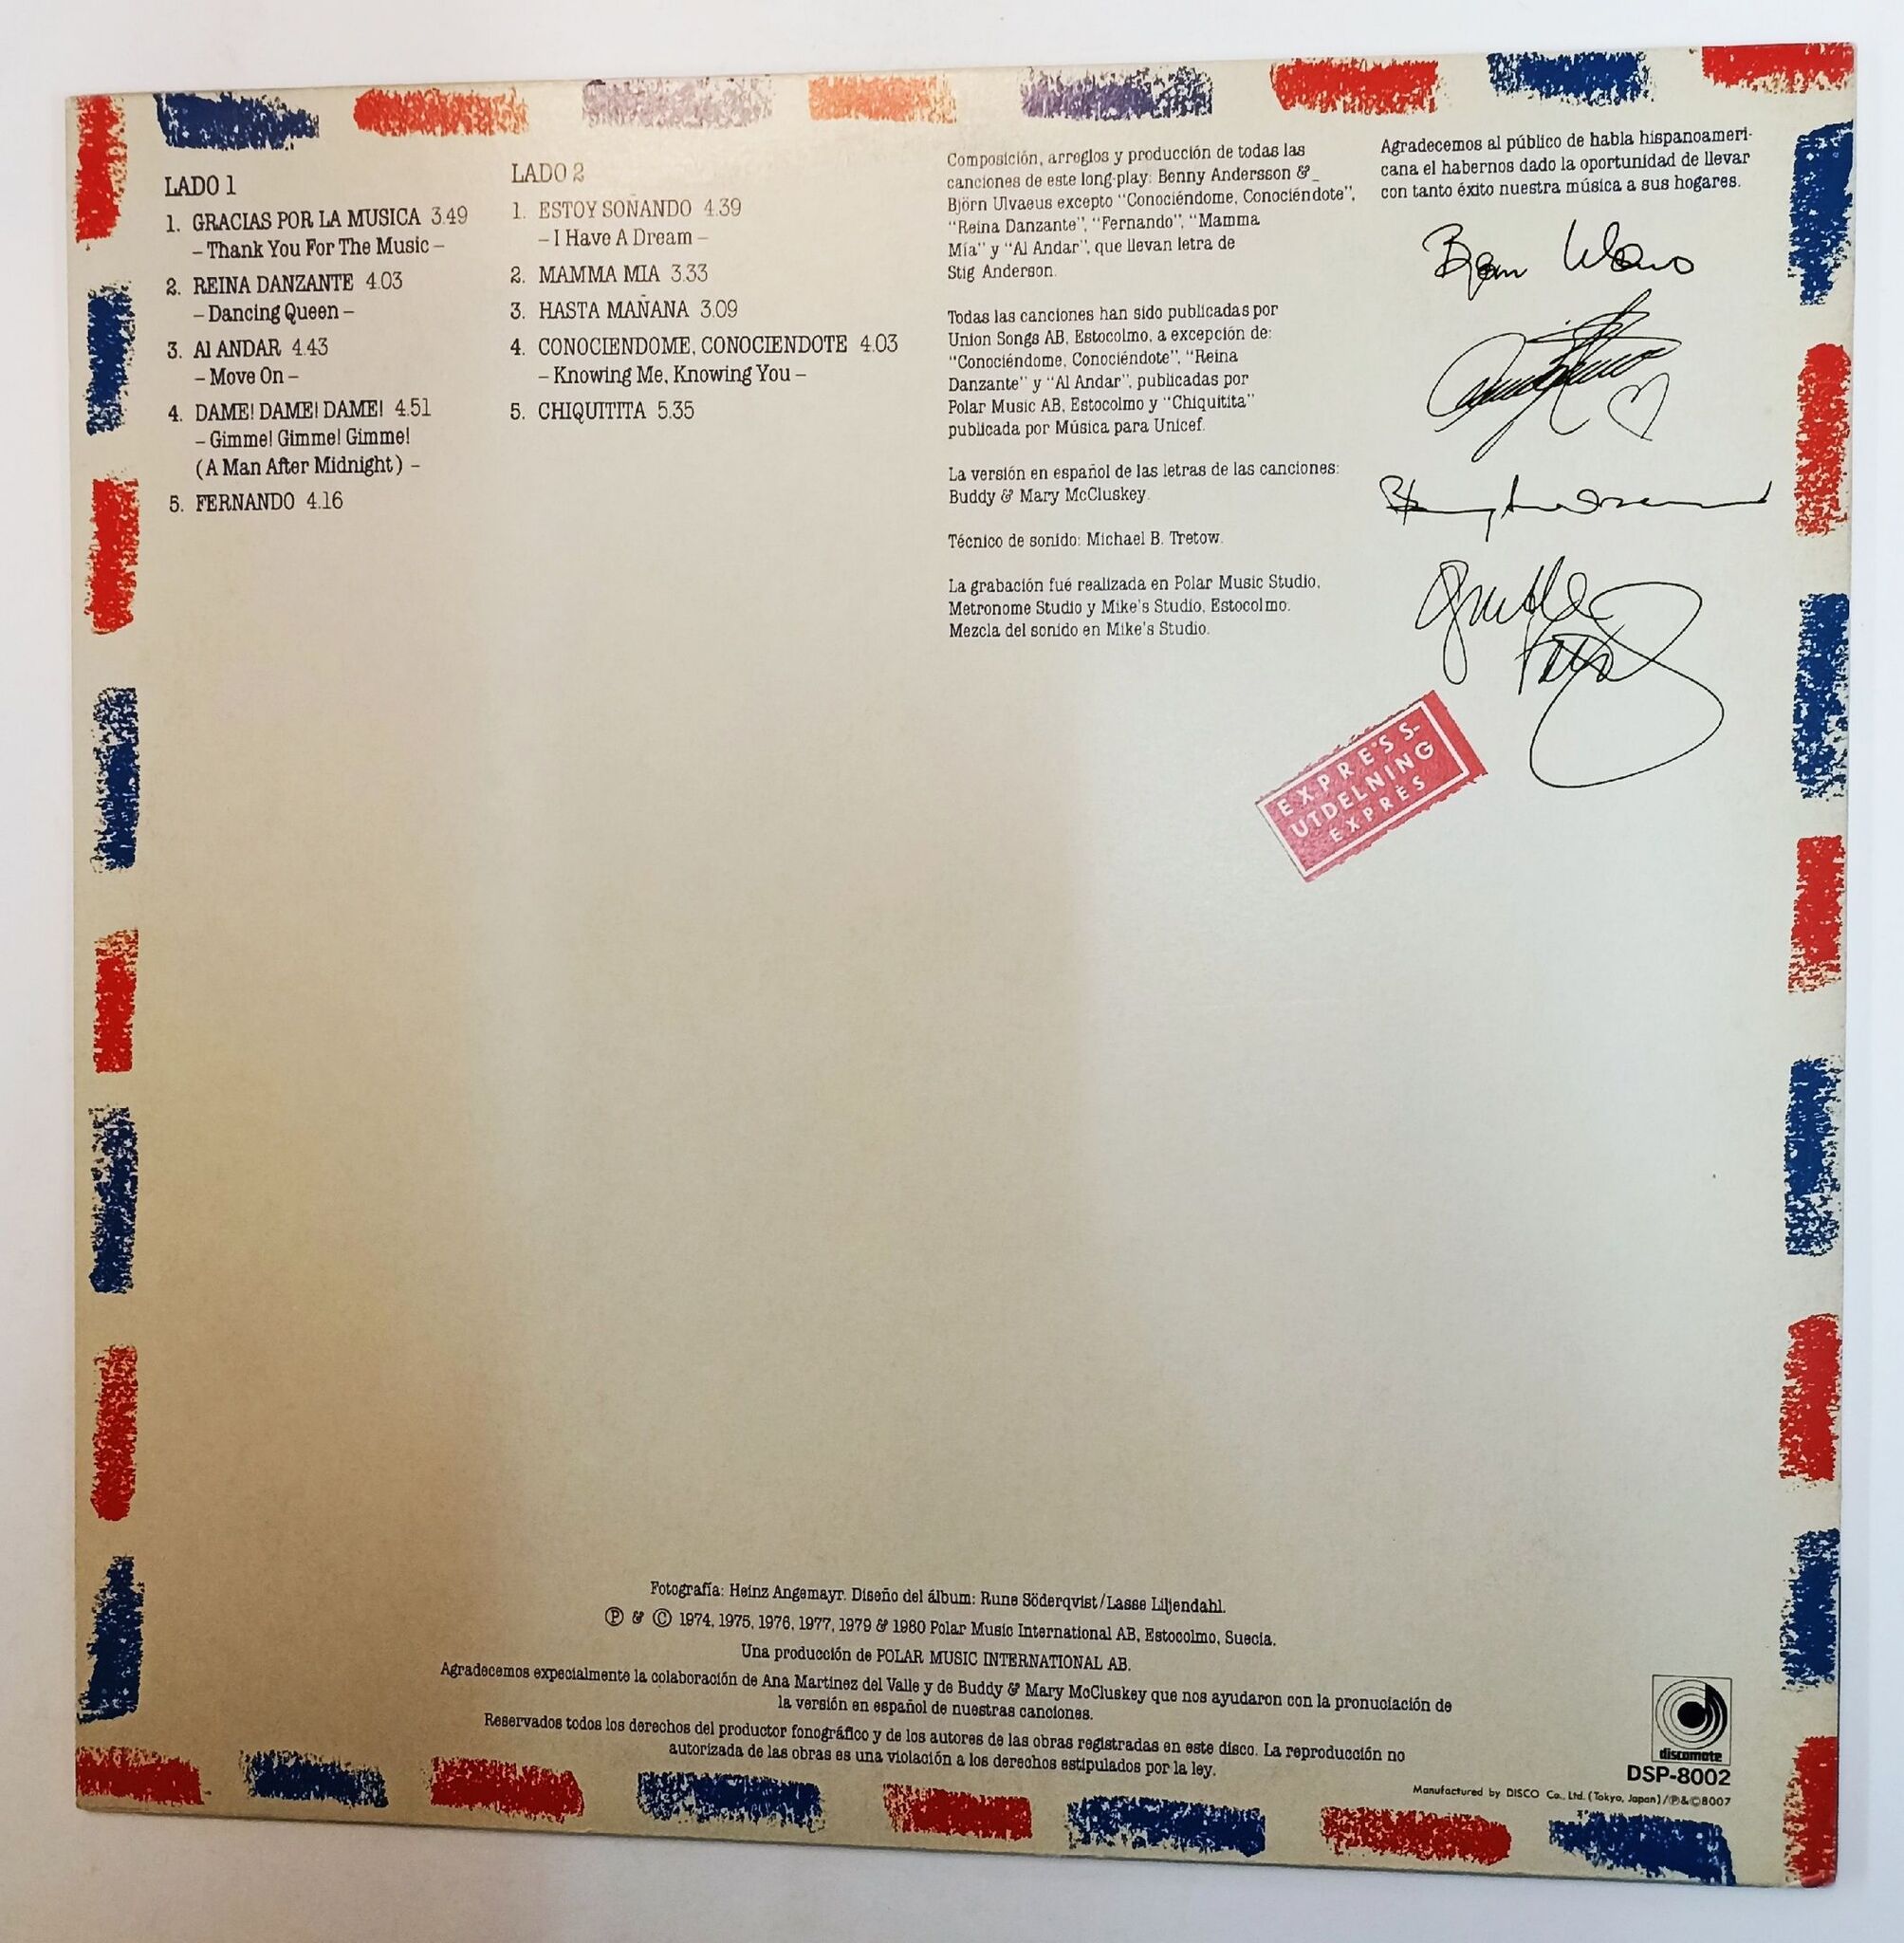 LADO 1
1. GRACIAS POR LA MUSICA 3.49
– Thank You For The Music –
2. REINA DANZANTE 4.03
– Dancing Queen –
3. Al ANDAR 4.43
– Move On –
4. DAME! DAME! DAME! 4.51
– Gimme! Gimme! Gimme!
(A Man After Midnight) –
5. FERNANDO 4.16
LADO 2
1. ESTOY SOÑANDO 4.39
– I Have A Dream –
2. MAMMA MIA 3.33
3. HASTA MAÑANA 3.09
4. CONOCIENDOME, CONOCIENDOTE 4.03
– Knowing Me, Knowing You –
5. CHIQUITITA 5.35
Composición, arreglos y producción de todas las
canciones de este long-play: Benny Andersson &
Björn Ulvaeus excepto “Conociéndome, Conociéndote”,
“Reina Danzante”, “Fernando”, “Mamma
Mía” y “Al Andar”, que llevan letra de
Stig Anderson.
Todas las canciones han sido publicadas por
Union Songs AB, Estocolmo, a excepción de:
“Conociéndome, Conociéndote”, “Reina
Danzante” y “Al Andar”, publicadas por
Polar Music AB, Estocolmo y “Chiquitita”
publicada por Música para Unicef.
La versión en español de las letras de las canciones:
Buddy & Mary McCluskey.
Técnico de sonido: Michael B. Tretow.
La grabación fué realizada en Polar Music Studio,
Metronome Studio y Mike's Studio, Estocolmo.
Mezcla del sonido en Mike's Studio.
Agradecemos al público de habla hispanoameri-
cana el habernos dado la oportunidad de llevar
con tanto éxito nuestra música a sus hogares.
EXPRESS-
UTDELNING
EXPRÈS
Fotografía: Heinz Angemayr. Diseño del álbum: Rune Söderqvist/Lasse Liljendahl.
Ⓟ & © 1974, 1975, 1976, 1977, 1979 & 1980 Polar Music International AB, Estocolmo, Suecia.
Una producción de POLAR MUSIC INTERNATIONAL AB.
Agradecemos expecialmente la colaboración de Ana Martinez del Valle y de Buddy & Mary McCluskey que nos ayudaron con la pronuciación de
la versión en español de nuestras canciones.
Reservados todos los derechos del productor fonográfico y de los autores de las obras registradas en este disco. La reproducción no
autorizada de las obras es una violación a los derechos estipulados por la ley.
discomate
DSP-8002
Manufactured by DISCO Co., Ltd. (Tokyo, Japan)/Ⓟ&©8007